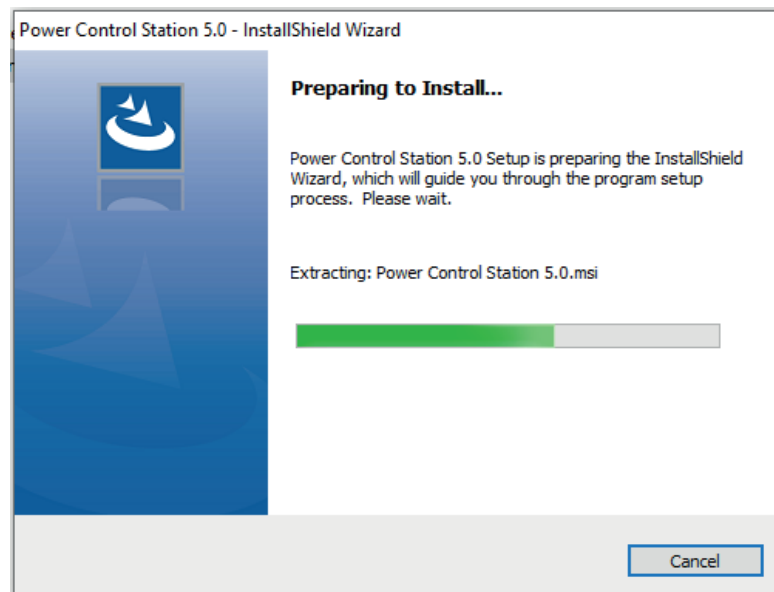 Power Control Station 5.0 - InstallShield Wizard
Preparing to Install...
Power Control Station 5.0 Setup is preparing the InstallShield
Wizard, which will guide you through the program setup
process.  Please wait.
Extracting: Power Control Station 5.0.msi
Cancel